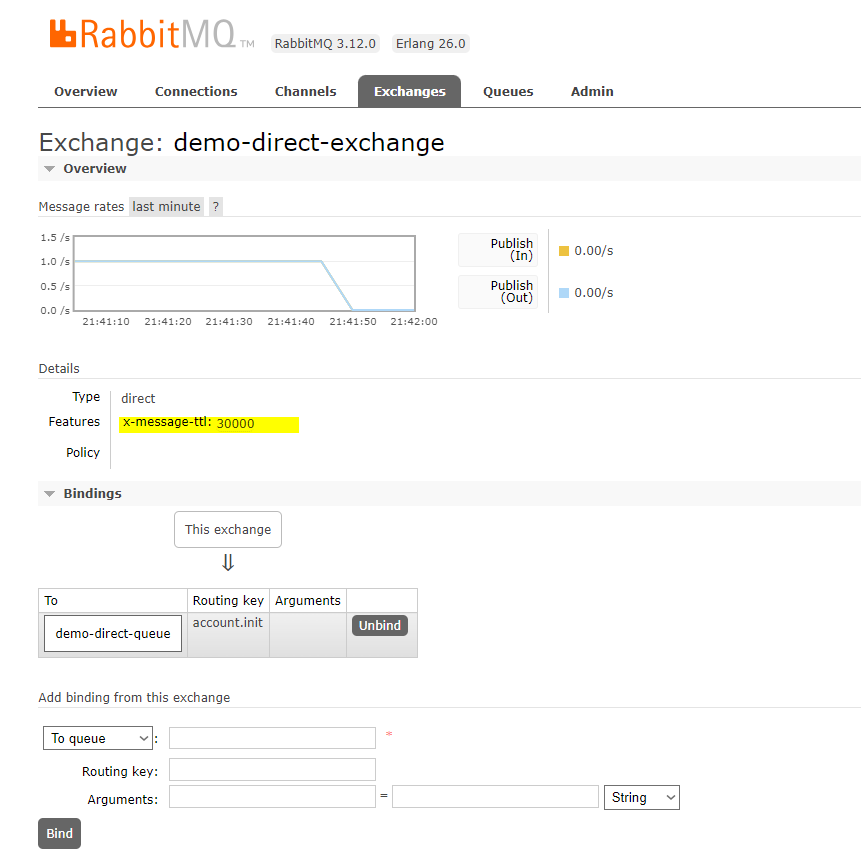 RabbitMQ TM RabbitMQ 3.12.0 Erlang 26.0
Overview Connections Channels Exchanges Queues Admin
Exchange: demo-direct-exchange
Overview
Message rates last minute ?
1.5 /s
1.0 /s
0.5 /s
0.0 /s
21:41:10 21:41:20 21:41:30 21:41:40 21:41:50 21:42:00
Publish
(In)
0.00/s
Publish
(Out)
0.00/s
Details
Type direct
Features x-message-ttl: 30000
Policy
Bindings
This exchange
⇓
To Routing key Arguments
demo-direct-queue account.init Unbind
Add binding from this exchange
To queue : *
Routing key:
Arguments: = String
Bind